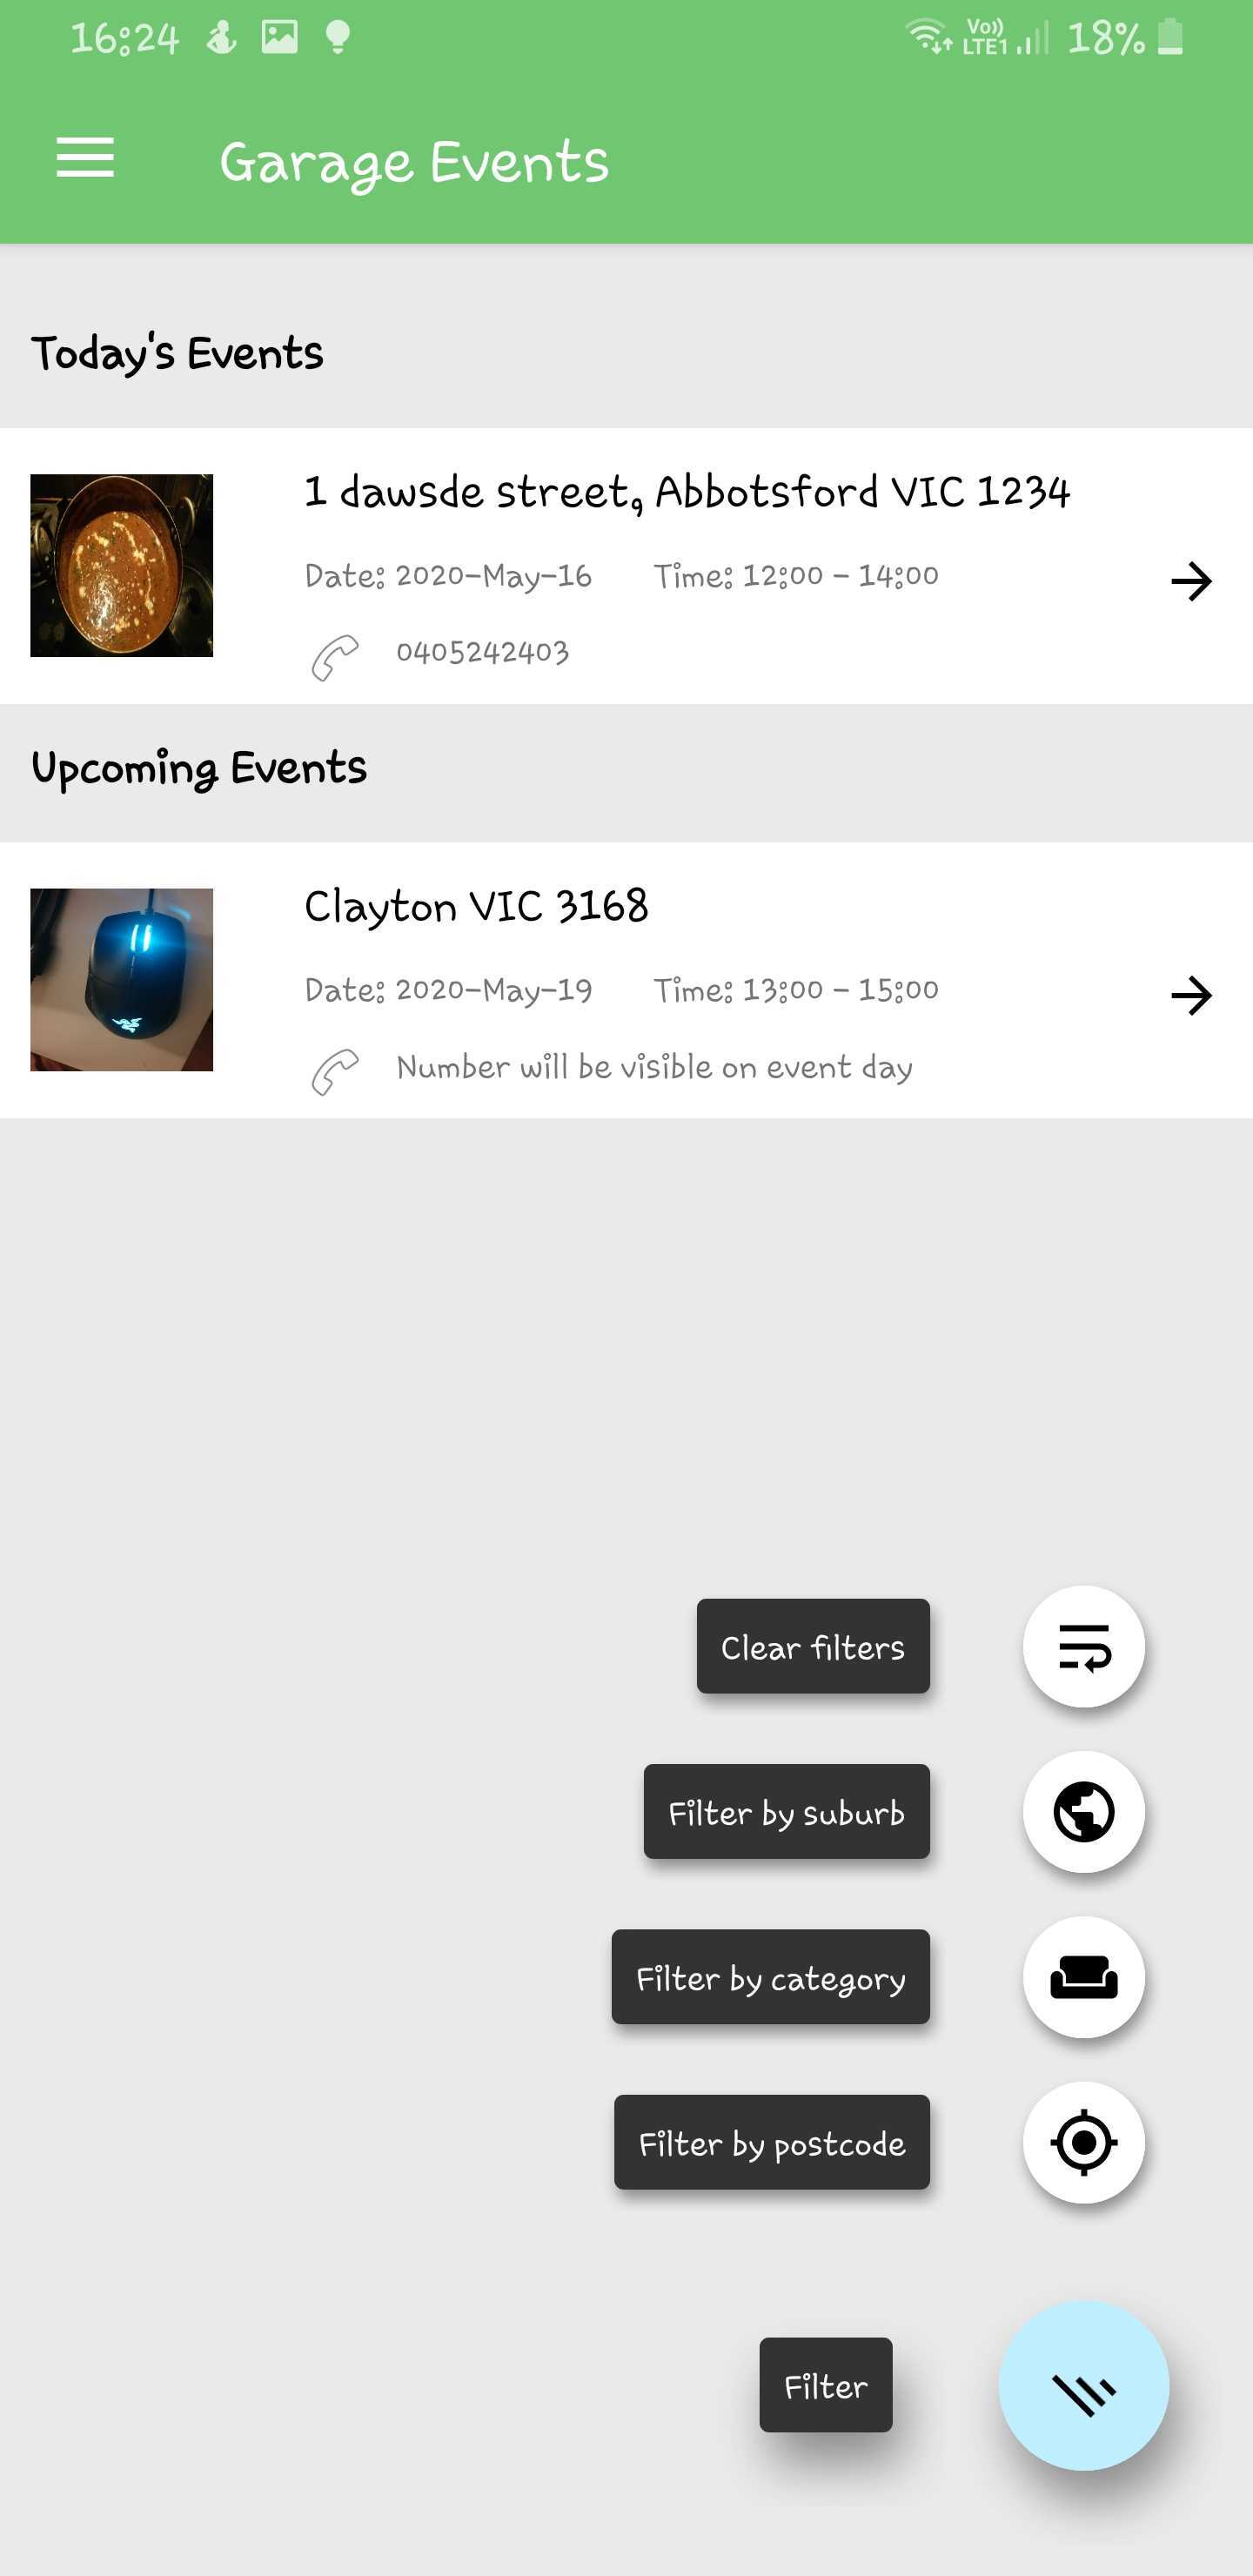 16:24
Vo)) LTE1 18%
Garage Events
Today's Events
1 dawsde street, Abbotsford VIC 1234
Date: 2020-May-16 Time: 12:00 - 14:00
0405242403
Upcoming Events
Clayton VIC 3168
Date: 2020-May-19 Time: 13:00 - 15:00
Number will be visible on event day
Clear filters
Filter by suburb
Filter by category
Filter by postcode
Filter